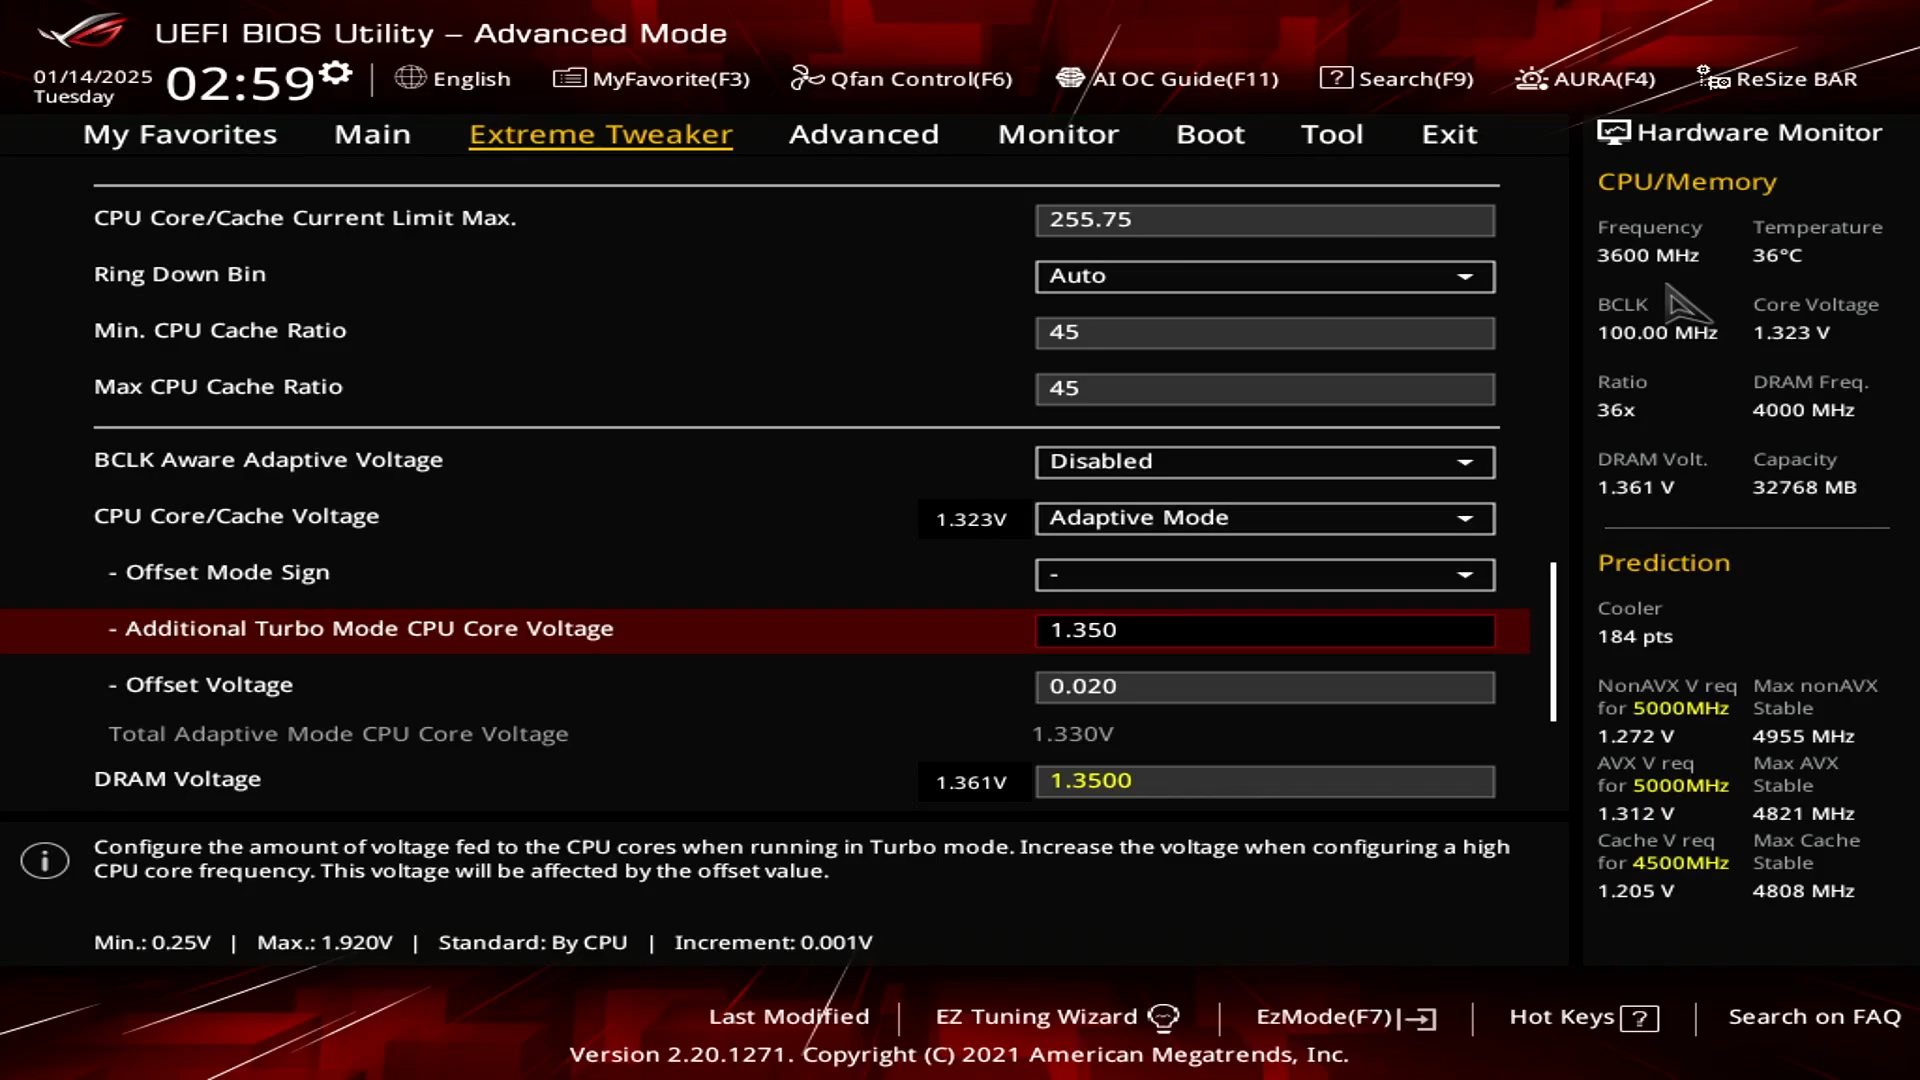 UEFI BIOS Utility – Advanced Mode
01/14/2025
Tuesday
02:59
English
MyFavorite(F3)
Qfan Control(F6)
AI OC Guide(F11)
Search(F9)
AURA(F4)
ReSize BAR
My Favorites
Main
Extreme Tweaker
Advanced
Monitor
Boot
Tool
Exit
CPU Core/Cache Current Limit Max.
255.75
Ring Down Bin
Auto
Min. CPU Cache Ratio
45
Max CPU Cache Ratio
45
BCLK Aware Adaptive Voltage
Disabled
CPU Core/Cache Voltage
1.323V
Adaptive Mode
- Offset Mode Sign
-
- Additional Turbo Mode CPU Core Voltage
1.350
- Offset Voltage
0.020
Total Adaptive Mode CPU Core Voltage
1.330V
DRAM Voltage
1.361V
1.3500
Configure the amount of voltage fed to the CPU cores when running in Turbo mode. Increase the voltage when configuring a high
CPU core frequency. This voltage will be affected by the offset value.
Min.: 0.25V | Max.: 1.920V | Standard: By CPU | Increment: 0.001V
Hardware Monitor
CPU/Memory
Frequency Temperature
3600 MHz 36°C
BCLK Core Voltage
100.00 MHz 1.323 V
Ratio DRAM Freq.
36x 4000 MHz
DRAM Volt. Capacity
1.361 V 32768 MB
Prediction
Cooler
184 pts
NonAVX V req Max nonAVX
for 5000MHz Stable
1.272 V 4955 MHz
AVX V req Max AVX
for 5000MHz Stable
1.312 V 4821 MHz
Cache V req Max Cache
for 4500MHz Stable
1.205 V 4808 MHz
Last Modified
EZ Tuning Wizard
EzMode(F7)
Hot Keys ?
Search on FAQ
Version 2.20.1271. Copyright (C) 2021 American Megatrends, Inc.